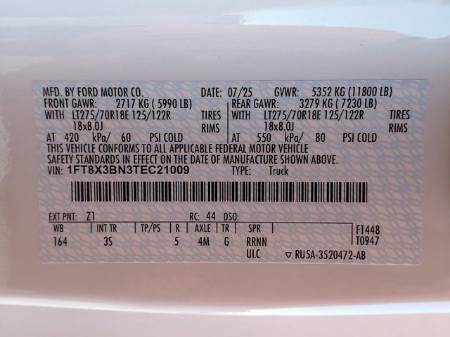 MFD. BY FORD MOTOR CO. DATE: 07/25 GVWR: 5352 KG (11800 LB)
FRONT GAWR: 2717 KG (5990 LB) REAR GAWR: 3279 KG (7230 LB)
WITH LT275/70R18E 125/122R TIRES WITH LT275/70R18E 125/122R TIRES
18x8.0J RIMS 18x8.0J RIMS
AT 420 kPa/ 60 PSI COLD AT 550 kPa/ 80 PSI COLD
THIS VEHICLE CONFORMS TO ALL APPLICABLE FEDERAL MOTOR VEHICLE
SAFETY STANDARDS IN EFFECT ON THE DATE OF MANUFACTURE SHOWN ABOVE.
VIN: 1FT8X3BN3TEC21009 TYPE: Truck
EXT PNT: Z1 RC: 44 DSO:
WB INT TR TP/PS R AXLE TR SPR F1448
164 3S 5 4M G RRNN T0947
ULC ▽ RU5A-3520472-AB